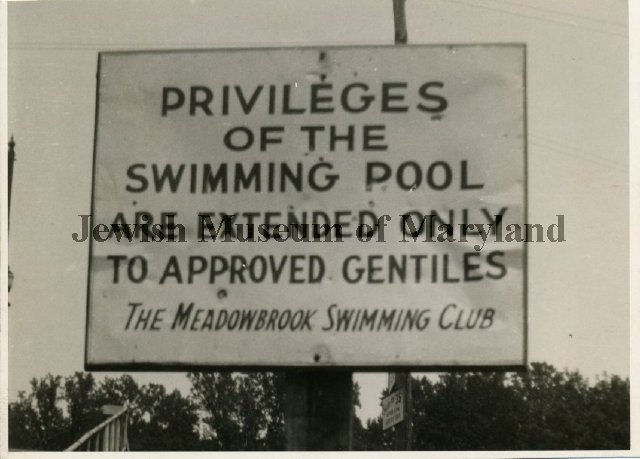 PRIVILEGES
OF THE
SWIMMING POOL
ARE EXTENDED ONLY
Jewish Museum of Maryland
TO APPROVED GENTILES
THE MEADOWBROOK SWIMMING CLUB